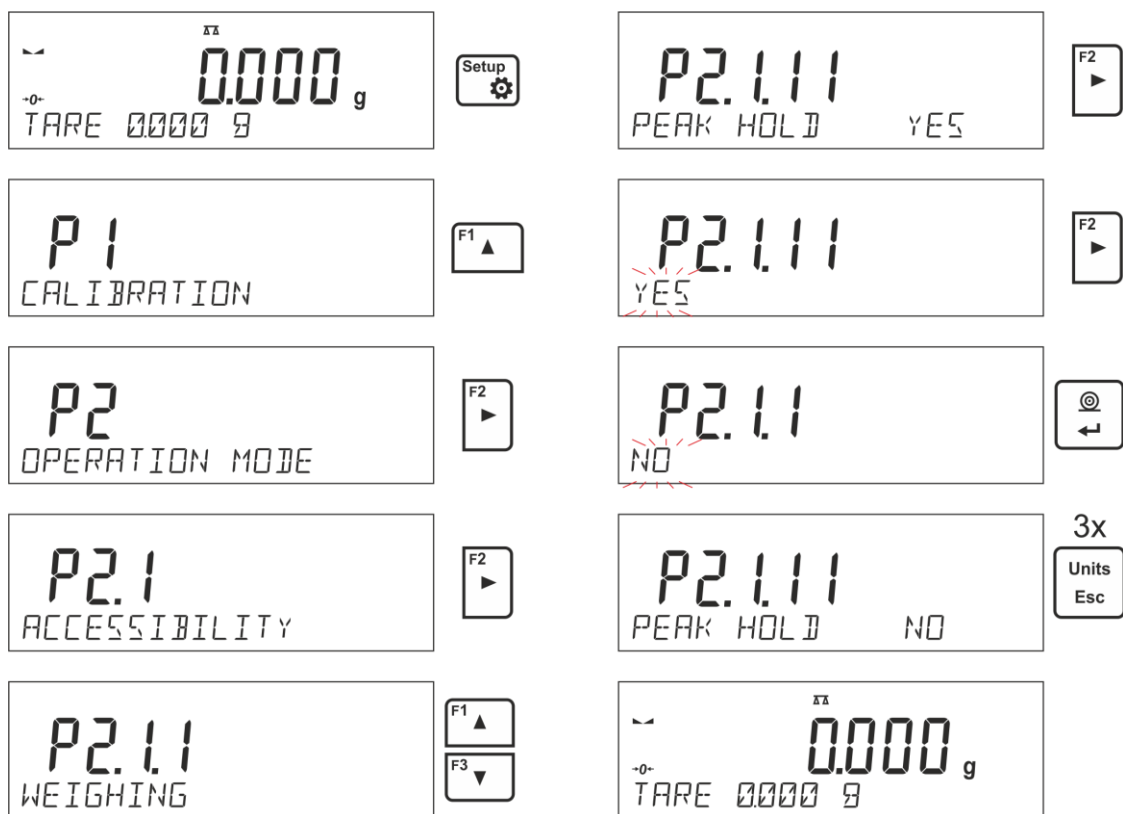 0.000 g
→0←
TARE 0.000 g
Setup
P1
CALIBRATION
F1
P2
OPERATION MODE
F2
P2.1
ACCESSIBILITY
F2
P2.1.1
WEIGHING
F1
F3
P2.1.11
PEAK HOLD YES
F2
P2.1.11
YES
F2
P2.1.1
NO
P2.1.11
PEAK HOLD NO
3x
Units
Esc
0.000 g
→0←
TARE 0.000 g